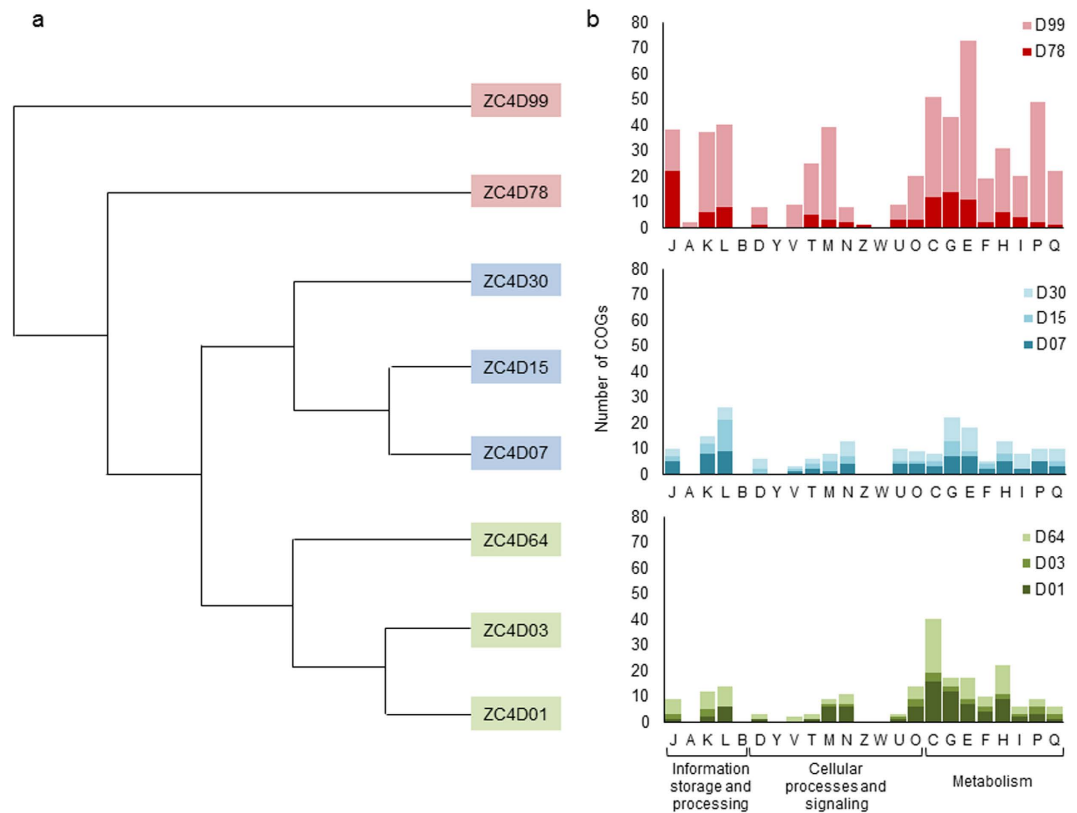 a
ZC4D99
ZC4D78
ZC4D30
ZC4D15
ZC4D07
ZC4D64
ZC4D03
ZC4D01
b
Number of COGs
80
70
60
50
40
30
20
10
0
D99
D78
J A K L B D Y V T M N Z W U O C G E F H I P Q
80
70
60
50
40
30
20
10
0
D30
D15
D07
J A K L B D Y V T M N Z W U O C G E F H I P Q
80
70
60
50
40
30
20
10
0
D64
D03
D01
J A K L B D Y V T M N Z W U O C G E F H I P Q
Information
storage and
processing
Cellular
processes and
signaling
Metabolism